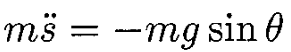 $m\ddot{s} = -mg\sin\theta$